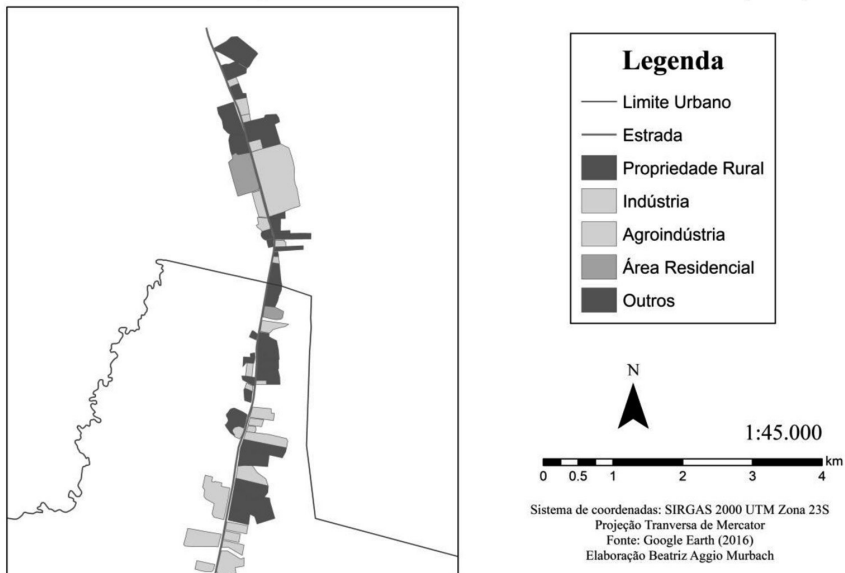 Legenda
Limite Urbano
Estrada
Propriedade Rural
Indústria
Agroindústria
Área Residencial
Outros
N
1:45.000
0 0.5 1 2 3 4 km
Sistema de coordenadas: SIRGAS 2000 UTM Zona 23S
Projeção Tranversa de Mercator
Fonte: Google Earth (2016)
Elaboração Beatriz Aggio Murbach